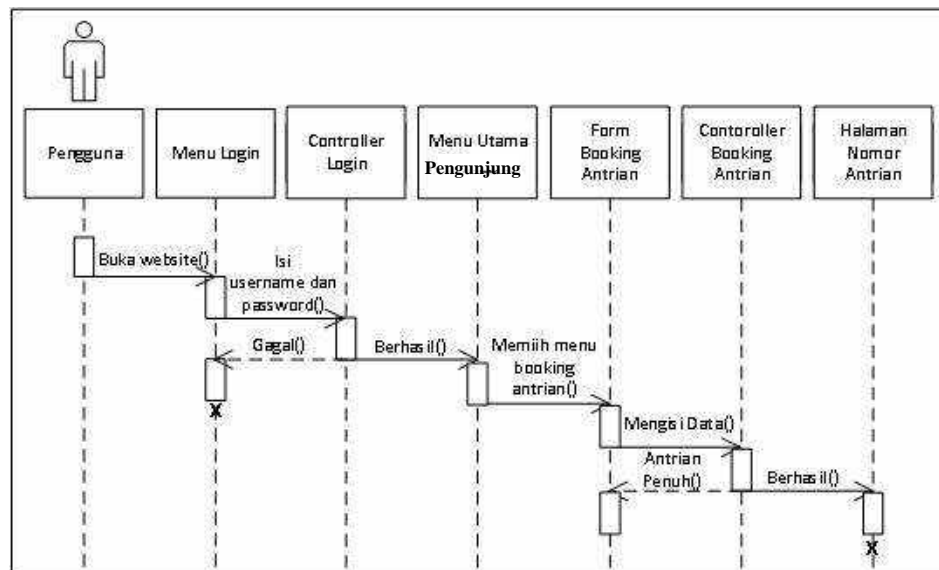 Pengguna
Menu Login
Controller
Login
Menu Utama
Pengunjung
Form
Booking
Antrian
Contoroller
Booking
Antrian
Halaman
Nomor
Antrian
Buka website()
Isi
username dan
password()
Gagal()
Berhasil()
Memiih menu
booking
antrian()
Mengisi Data()
Antrian
Penuh()
Berhasil()
X
X